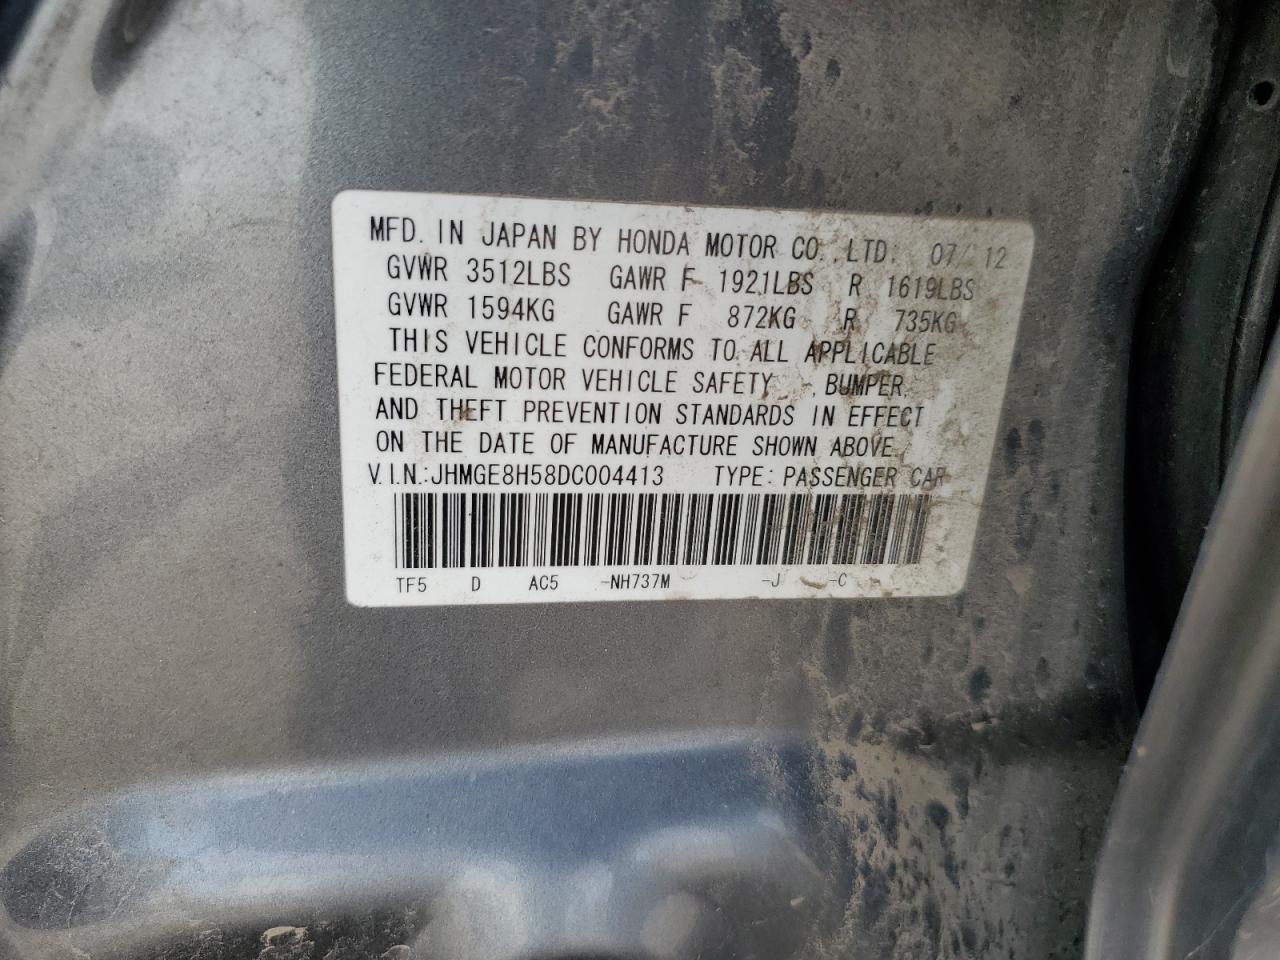 MFD. IN JAPAN BY HONDA MOTOR CO., LTD. 07/12
GVWR 3512LBS GAWR F 1921LBS R 1619LBS
GVWR 1594KG GAWR F 872KG R 735KG
THIS VEHICLE CONFORMS TO ALL APPLICABLE
FEDERAL MOTOR VEHICLE SAFETY , BUMPER,
AND THEFT PREVENTION STANDARDS IN EFFECT
ON THE DATE OF MANUFACTURE SHOWN ABOVE.
V.I.N.:JHMGE8H58DC004413 TYPE: PASSENGER CAR
TF5 D AC5 -NH737M -J -C